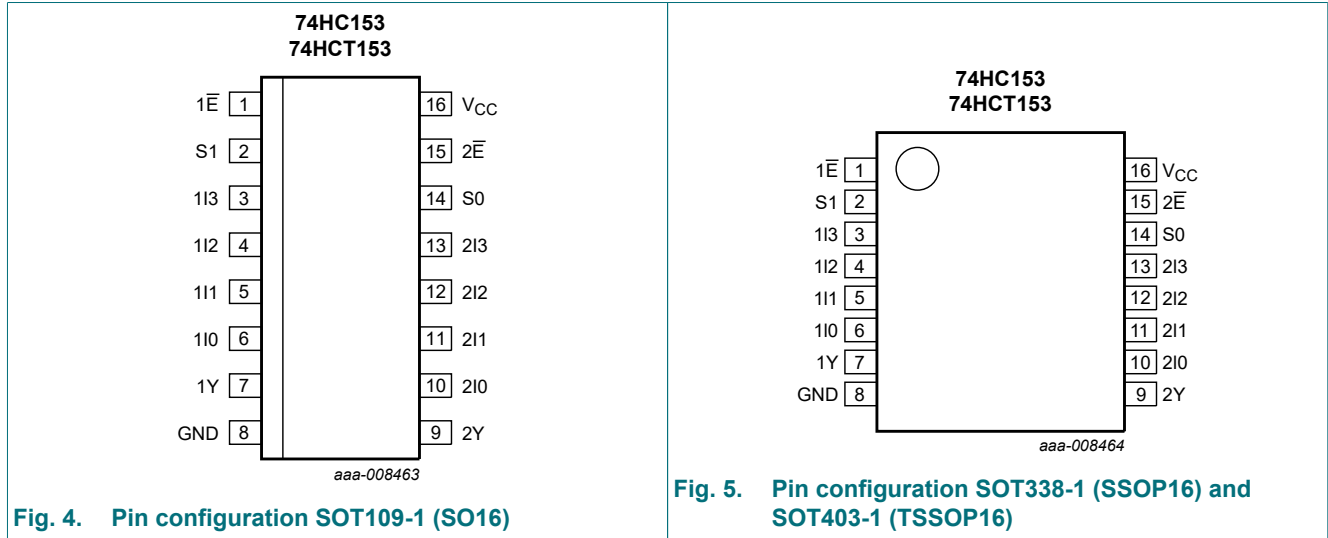 74HC153
74HCT153
1E̅ 1
S1 2
1I3 3
1I2 4
1I1 5
1I0 6
1Y 7
GND 8
16 VCC
15 2E̅
14 S0
13 2I3
12 2I2
11 2I1
10 2I0
9 2Y
aaa-008463
Fig. 4. Pin configuration SOT109-1 (SO16)
74HC153
74HCT153
1E̅ 1
S1 2
1I3 3
1I2 4
1I1 5
1I0 6
1Y 7
GND 8
16 VCC
15 2E̅
14 S0
13 2I3
12 2I2
11 2I1
10 2I0
9 2Y
aaa-008464
Fig. 5. Pin configuration SOT338-1 (SSOP16) and
SOT403-1 (TSSOP16)